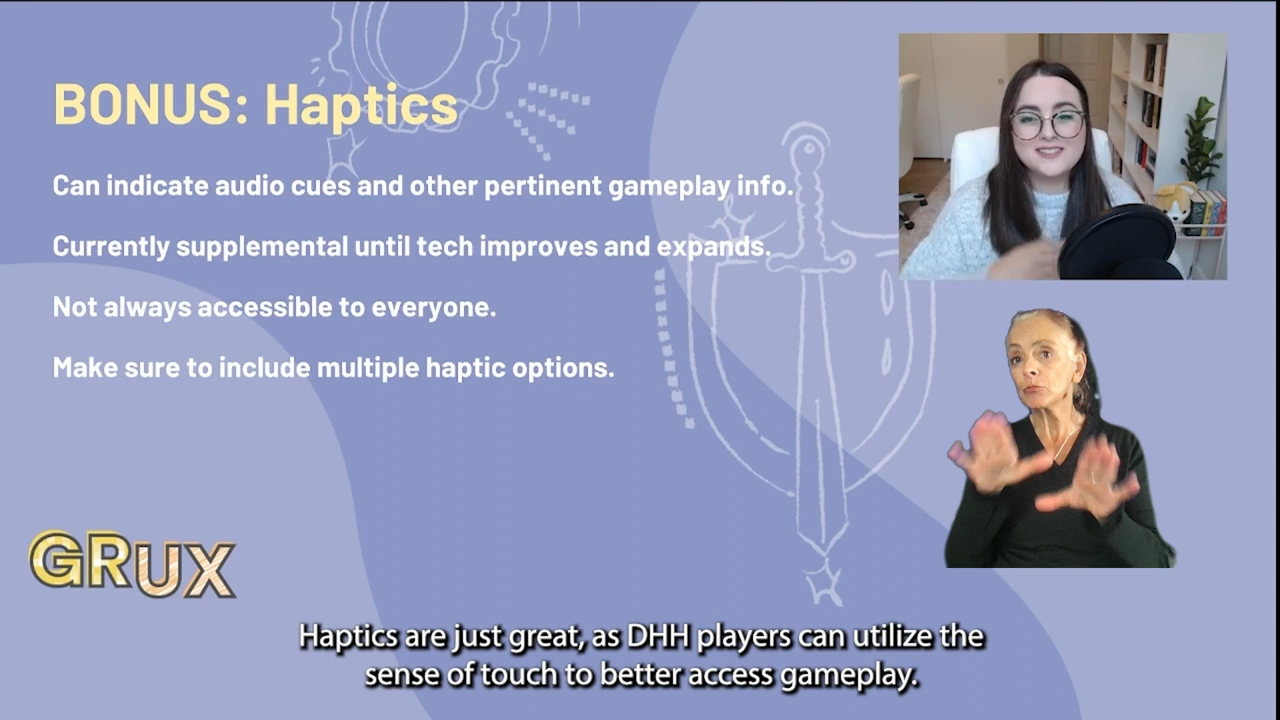 BONUS: Haptics
Can indicate audio cues and other pertinent gameplay info.
Currently supplemental until tech improves and expands.
Not always accessible to everyone.
Make sure to include multiple haptic options.
GRUX
Haptics are just great, as DHH players can utilize the
sense of touch to better access gameplay.